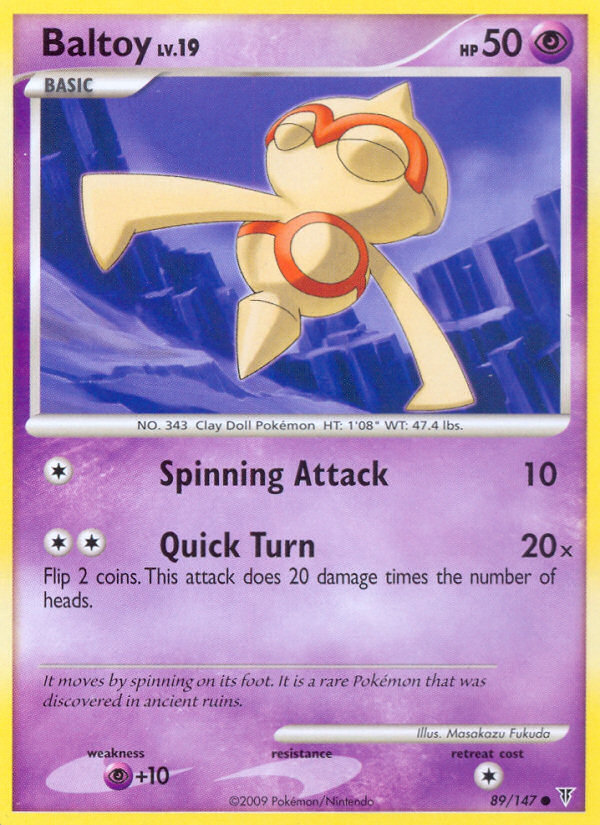 Baltoy LV.19
HP 50
BASIC
NO. 343 Clay Doll Pokémon HT: 1'08" WT: 47.4 lbs.
Spinning Attack 10
Quick Turn 20x
Flip 2 coins. This attack does 20 damage times the number of
heads.
It moves by spinning on its foot. It is a rare Pokémon that was
discovered in ancient ruins.
Illus. Masakazu Fukuda
weakness resistance retreat cost
+10
©2009 Pokémon/Nintendo
89/147